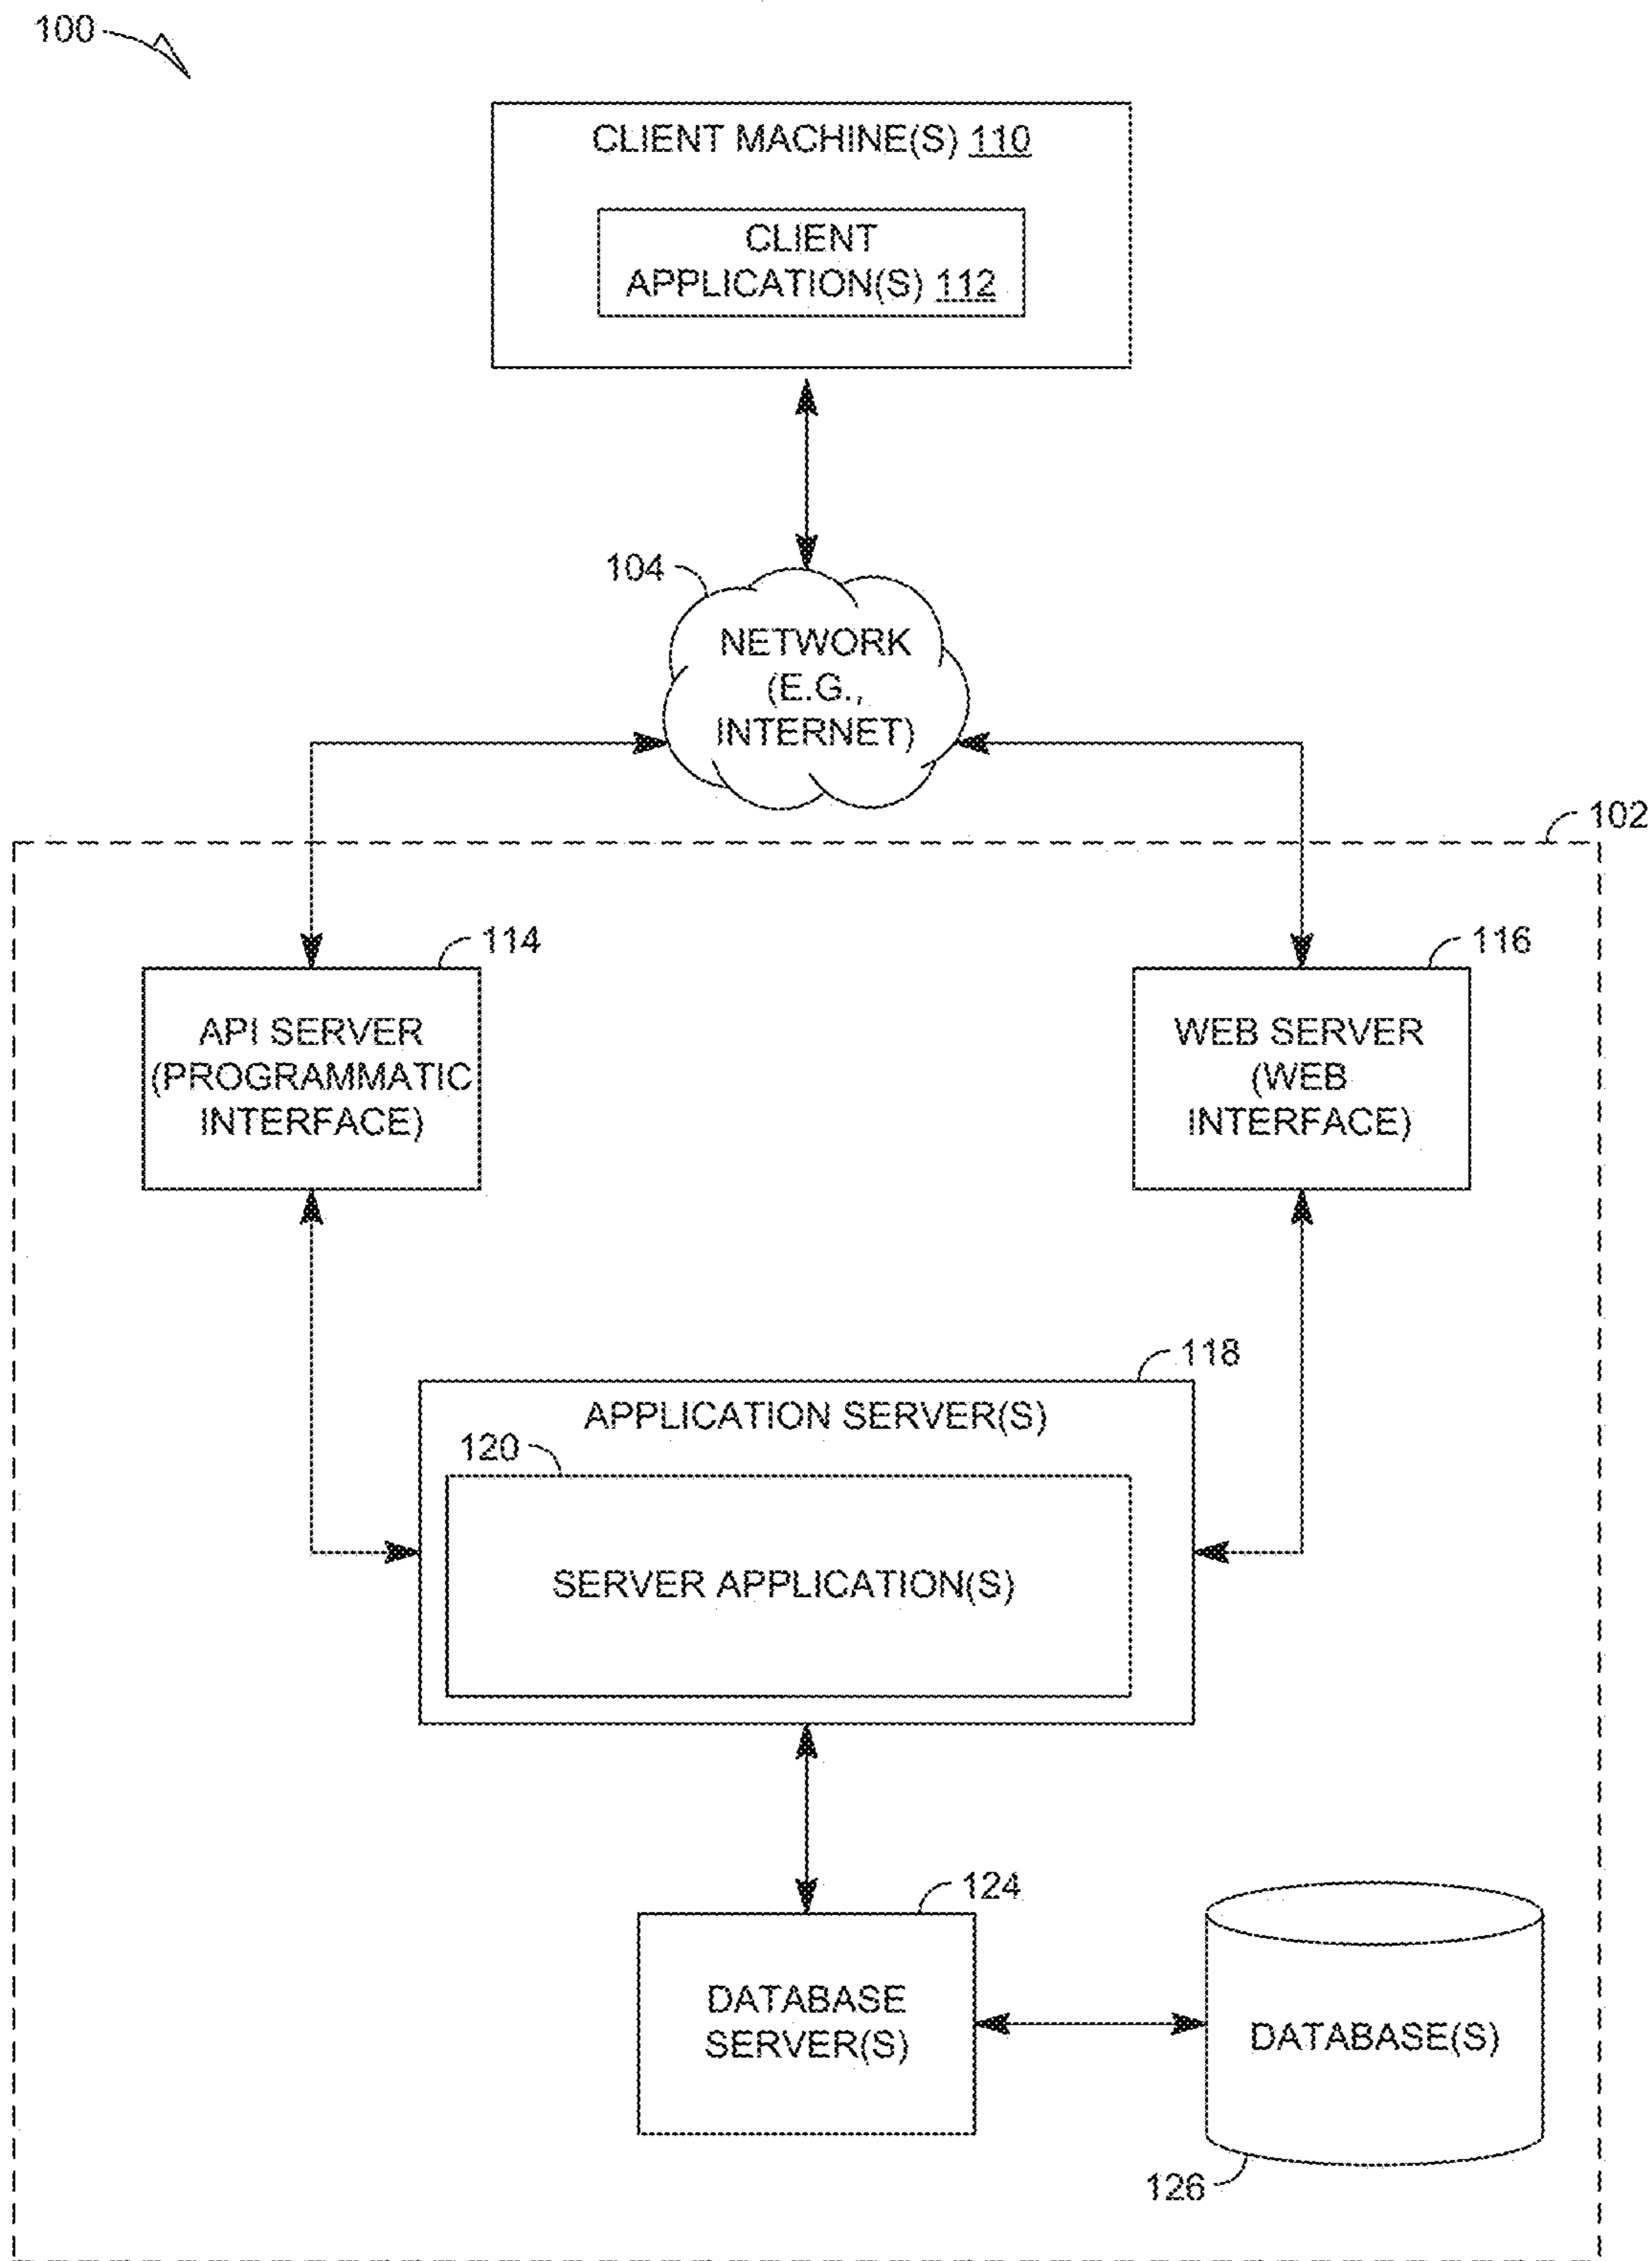 100
CLIENT MACHINE(S) 110
CLIENT
APPLICATION(S) 112
104
NETWORK
(E.G.,
INTERNET)
102
114
API SERVER
(PROGRAMMATIC
INTERFACE)
116
WEB SERVER
(WEB
INTERFACE)
118
APPLICATION SERVER(S)
120
SERVER APPLICATION(S)
124
DATABASE
SERVER(S)
DATABASE(S)
126